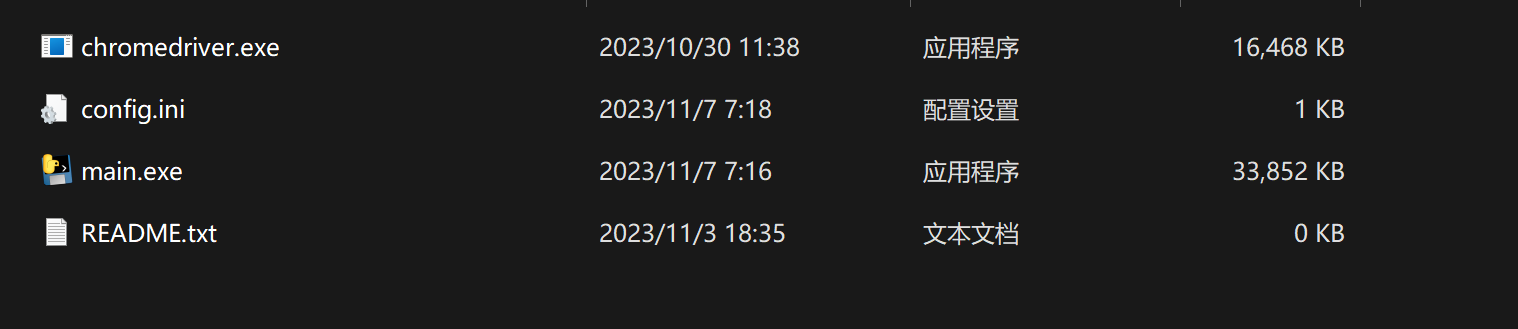 chromedriver.exe 2023/10/30 11:38 应用程序 16,468 KB
config.ini 2023/11/7 7:18 配置设置 1 KB
main.exe 2023/11/7 7:16 应用程序 33,852 KB
README.txt 2023/11/3 18:35 文本文档 0 KB